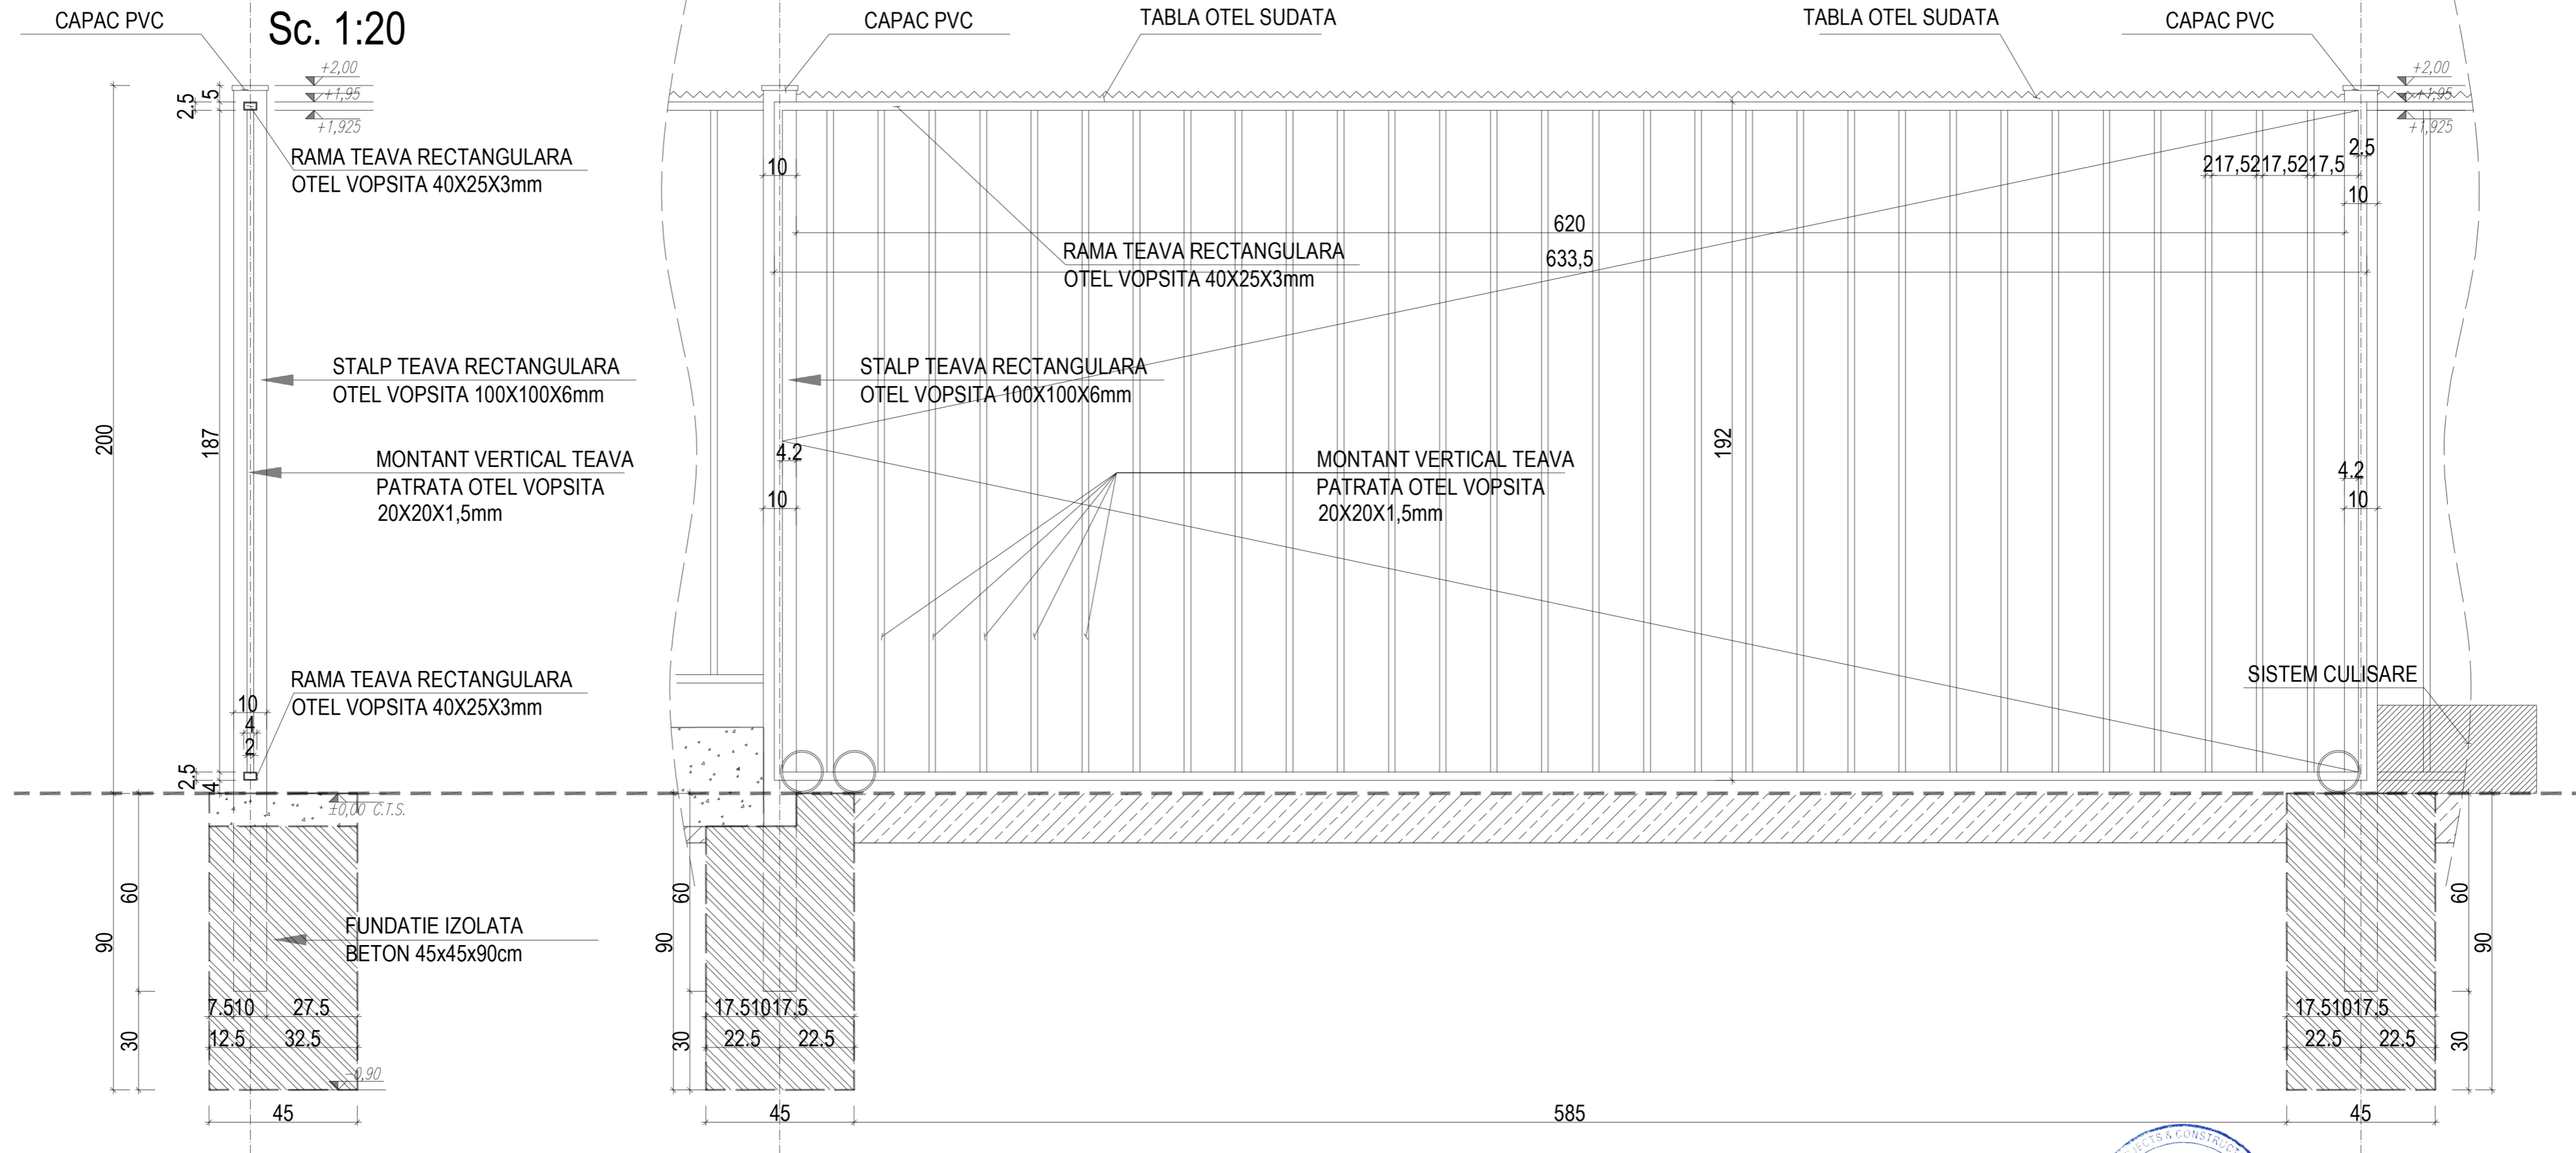 CAPAC PVC
Sc. 1:20
CAPAC PVC
TABLA OTEL SUDATA
TABLA OTEL SUDATA
CAPAC PVC
+2,00
+1,95
+1,925
5
2.5
+2,00
+1,95
+1,925
RAMA TEAVA RECTANGULARA
OTEL VOPSITA 40X25X3mm
10
2.5
217,5217,5217,5
10
620
RAMA TEAVA RECTANGULARA
OTEL VOPSITA 40X25X3mm
633,5
STALP TEAVA RECTANGULARA
OTEL VOPSITA 100X100X6mm
STALP TEAVA RECTANGULARA
OTEL VOPSITA 100X100X6mm
200
187
192
MONTANT VERTICAL TEAVA
PATRATA OTEL VOPSITA
20X20X1,5mm
4.2
10
MONTANT VERTICAL TEAVA
PATRATA OTEL VOPSITA
20X20X1,5mm
4.2
10
RAMA TEAVA RECTANGULARA
OTEL VOPSITA 40X25X3mm
10
4
2
2.5
4
SISTEM CULISARE
±0,00 C.T.S.
60
90
30
FUNDATIE IZOLATA
BETON 45x45x90cm
60
90
30
60
90
30
7.510 27.5
12.5 32.5
17.51017.5
22.5 22.5
17.51017.5
22.5 22.5
-0,90
45
45
585
45
JECTS & CONSTRUCT